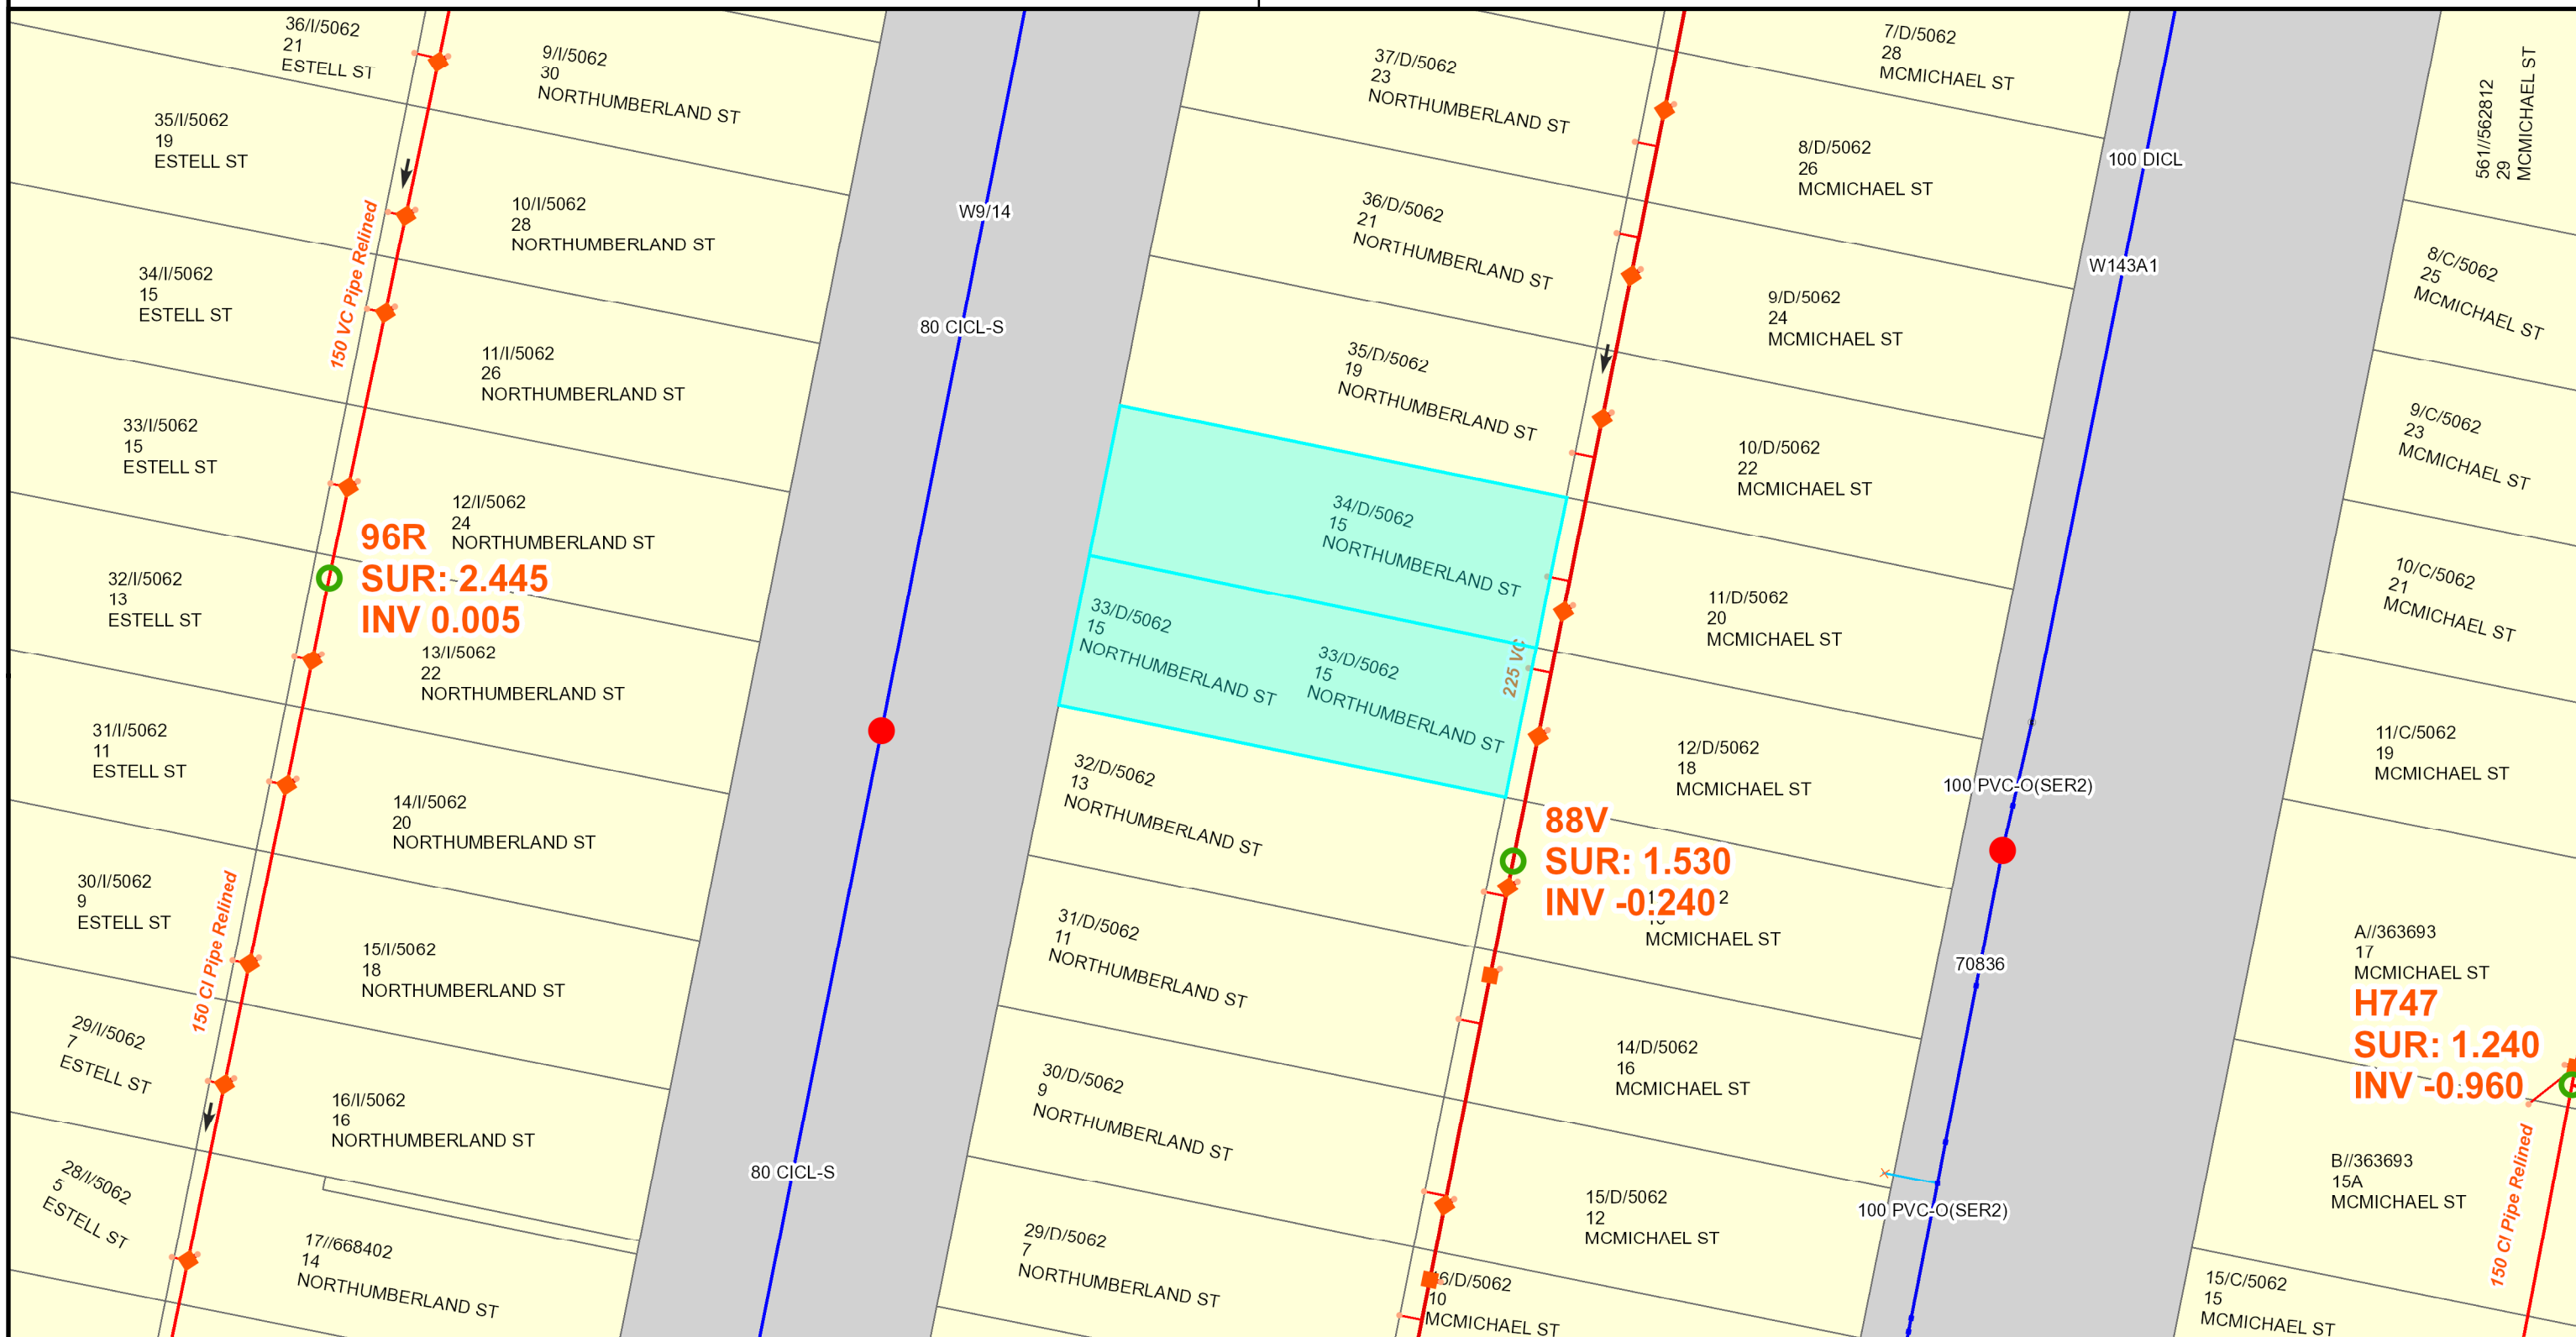 36/I/5062
21
ESTELL ST
9/I/5062
30
NORTHUMBERLAND ST
35/I/5062
19
ESTELL ST
10/I/5062
28
NORTHUMBERLAND ST
150 VC Pipe Relined
34/I/5062
15
ESTELL ST
11/I/5062
26
NORTHUMBERLAND ST
33/I/5062
15
ESTELL ST
12/I/5062
24
NORTHUMBERLAND ST
96R
SUR: 2.445
INV 0.005
32/I/5062
13
ESTELL ST
13/I/5062
22
NORTHUMBERLAND ST
31/I/5062
11
ESTELL ST
14/I/5062
20
NORTHUMBERLAND ST
30/I/5062
9
ESTELL ST
150 CI Pipe Relined
15/I/5062
18
NORTHUMBERLAND ST
29/I/5062
7
ESTELL ST
16/I/5062
16
NORTHUMBERLAND ST
28/I/5062
5
ESTELL ST
17//668402
14
NORTHUMBERLAND ST
W9/14
80 CICL-S
80 CICL-S
37/D/5062
23
NORTHUMBERLAND ST
36/D/5062
21
NORTHUMBERLAND ST
35/D/5062
19
NORTHUMBERLAND ST
34/D/5062
15
NORTHUMBERLAND ST
33/D/5062
15
NORTHUMBERLAND ST
33/D/5062
15
NORTHUMBERLAND ST
225 VC
32/D/5062
13
NORTHUMBERLAND ST
31/D/5062
11
NORTHUMBERLAND ST
30/D/5062
9
NORTHUMBERLAND ST
29/D/5062
7
NORTHUMBERLAND ST
7/D/5062
28
MCMICHAEL ST
8/D/5062
26
MCMICHAEL ST
9/D/5062
24
MCMICHAEL ST
10/D/5062
22
MCMICHAEL ST
11/D/5062
20
MCMICHAEL ST
12/D/5062
18
MCMICHAEL ST
88V
SUR: 1.530
INV -0.240
MCMICHAEL ST
14/D/5062
16
MCMICHAEL ST
15/D/5062
12
MCMICHAEL ST
16/D/5062
10
MCMICHAEL ST
100 DICL
W143A1
100 PVC-O(SER2)
70836
100 PVC-O(SER2)
561//562812
29
MCMICHAEL ST
8/C/5062
25
MCMICHAEL ST
9/C/5062
23
MCMICHAEL ST
10/C/5062
21
MCMICHAEL ST
11/C/5062
19
MCMICHAEL ST
A//363693
17
MCMICHAEL ST
H747
SUR: 1.240
INV -0.960
B//363693
15A
MCMICHAEL ST
150 CI Pipe Relined
15/C/5062
15
MCMICHAEL ST